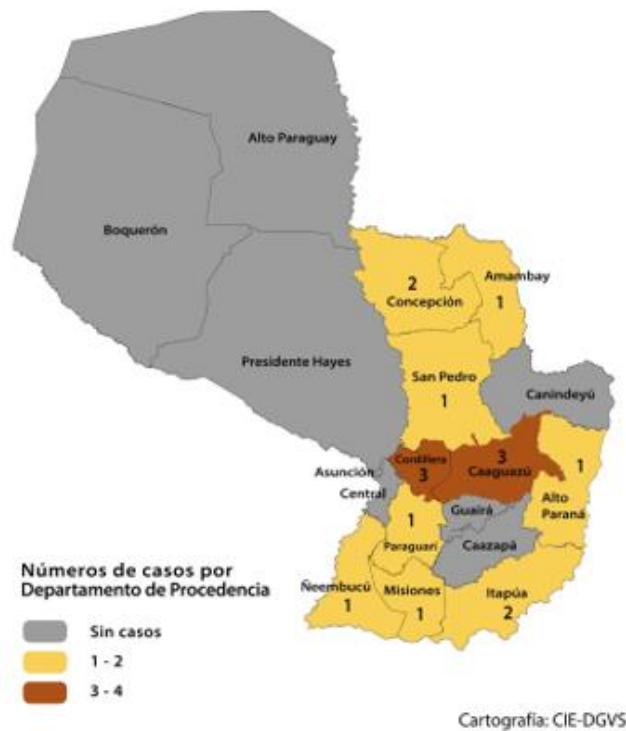 Alto Paraguay
Boquerón
2
Concepción
Amambay
1
Presidente Hayes
San Pedro
1
Canindeyú
Cordillera
3
3
Caaguazú
1
Alto
Paraná
Asunción
Central
Guairá
1
Paraguarí
Caazapá
Ñeembucú
1
Misiones
1
Itapúa
2
Números de casos por
Departamento de Procedencia
Sin casos
1 - 2
3 - 4
Cartografía: CIE-DGVS